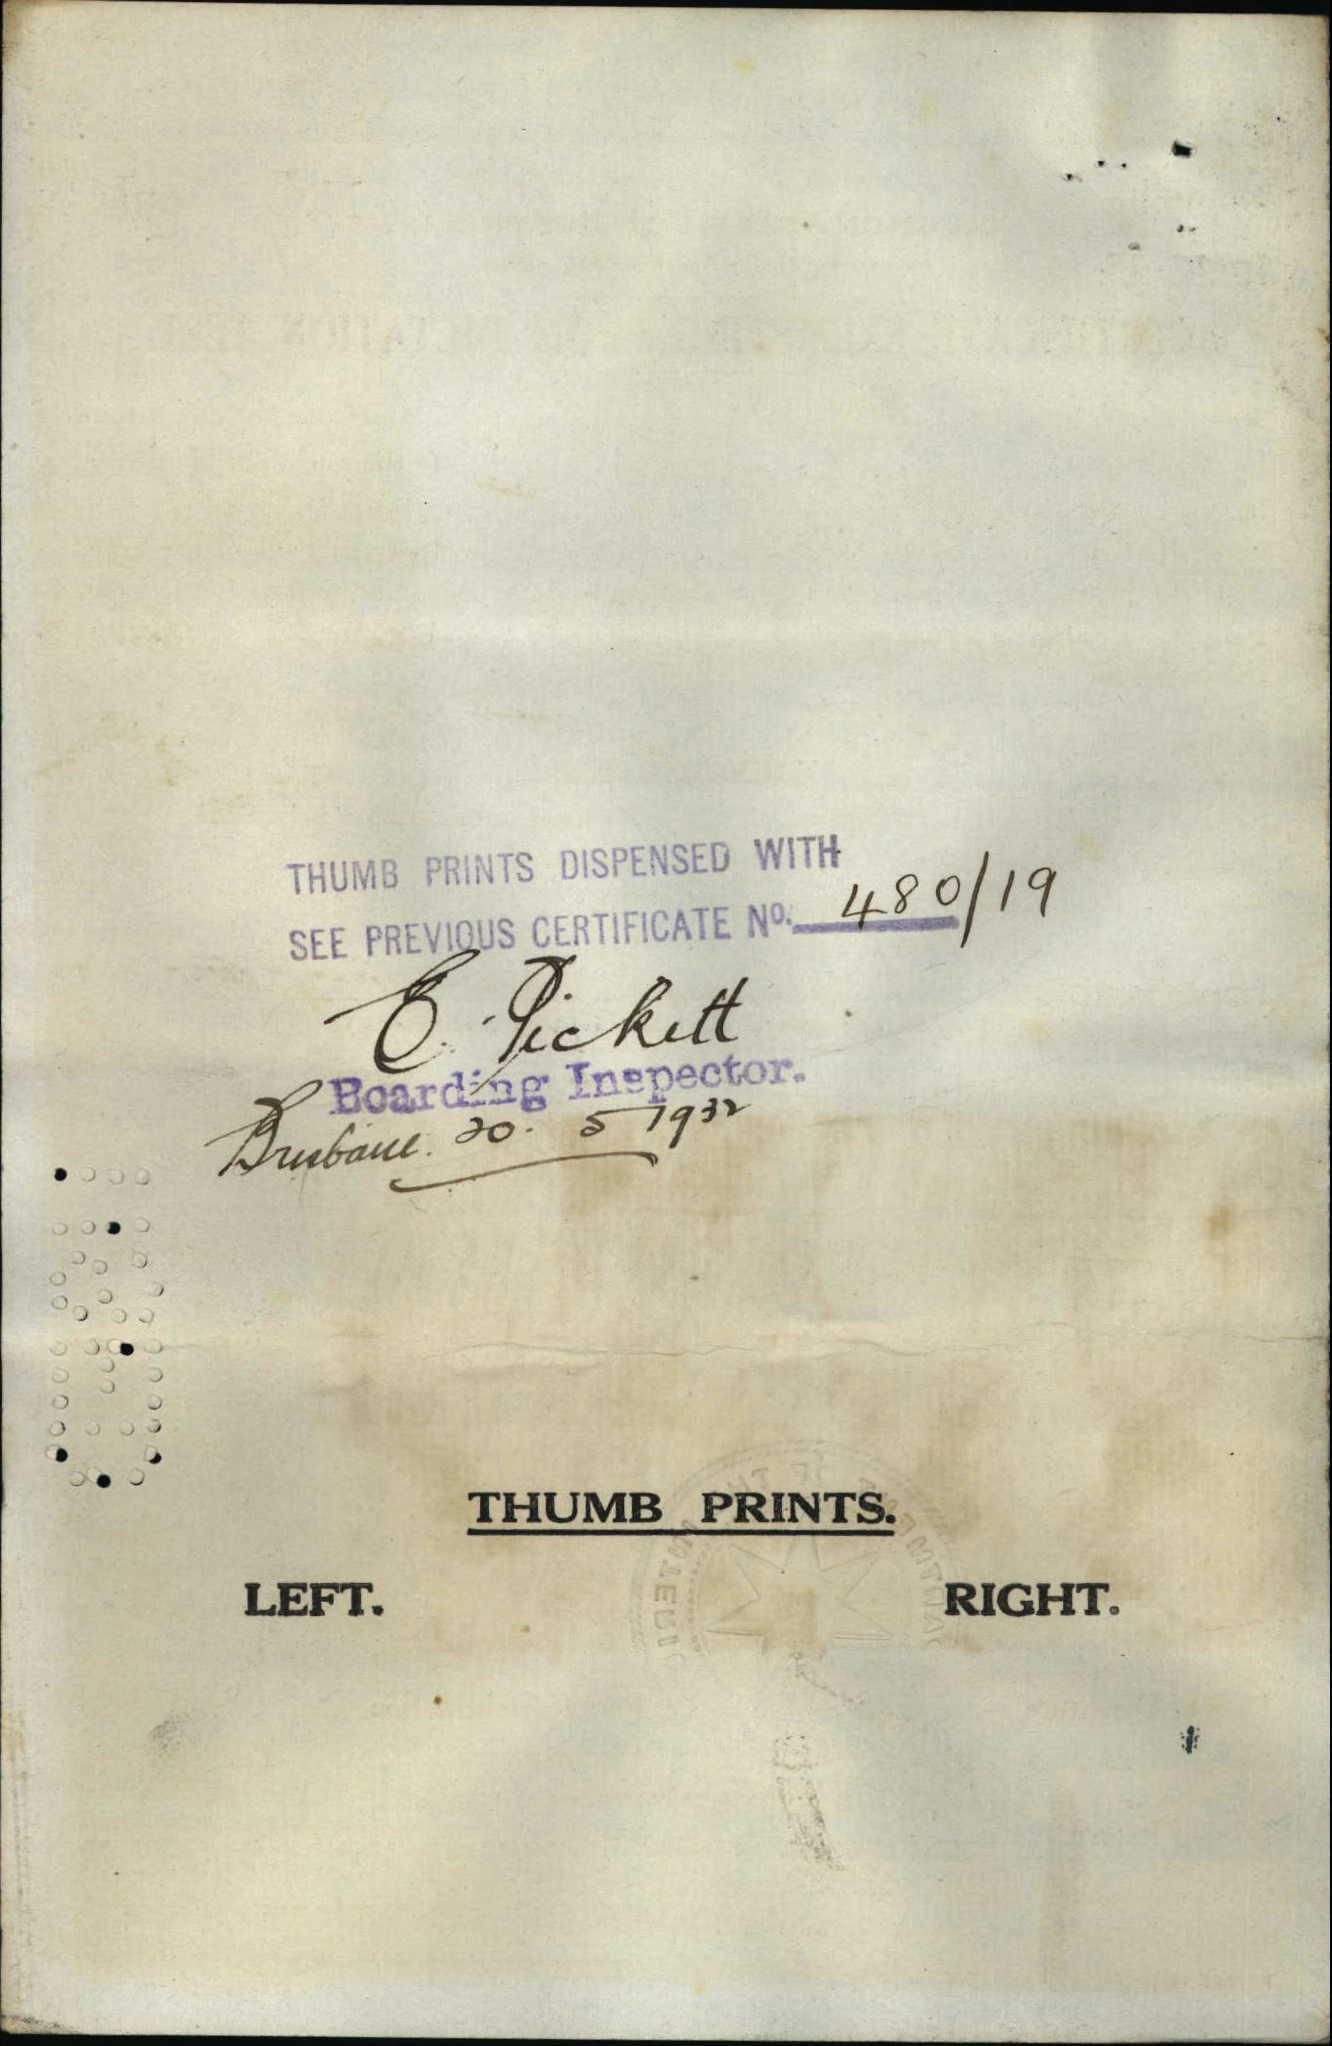 THUMB PRINTS DISPENSED WITH
SEE PREVIOUS CERTIFICATE No. 480/19
E. Pickett
Boarding Inspector.
Brisbane. 20. 5 1932
THUMB PRINTS.
LEFT. RIGHT.